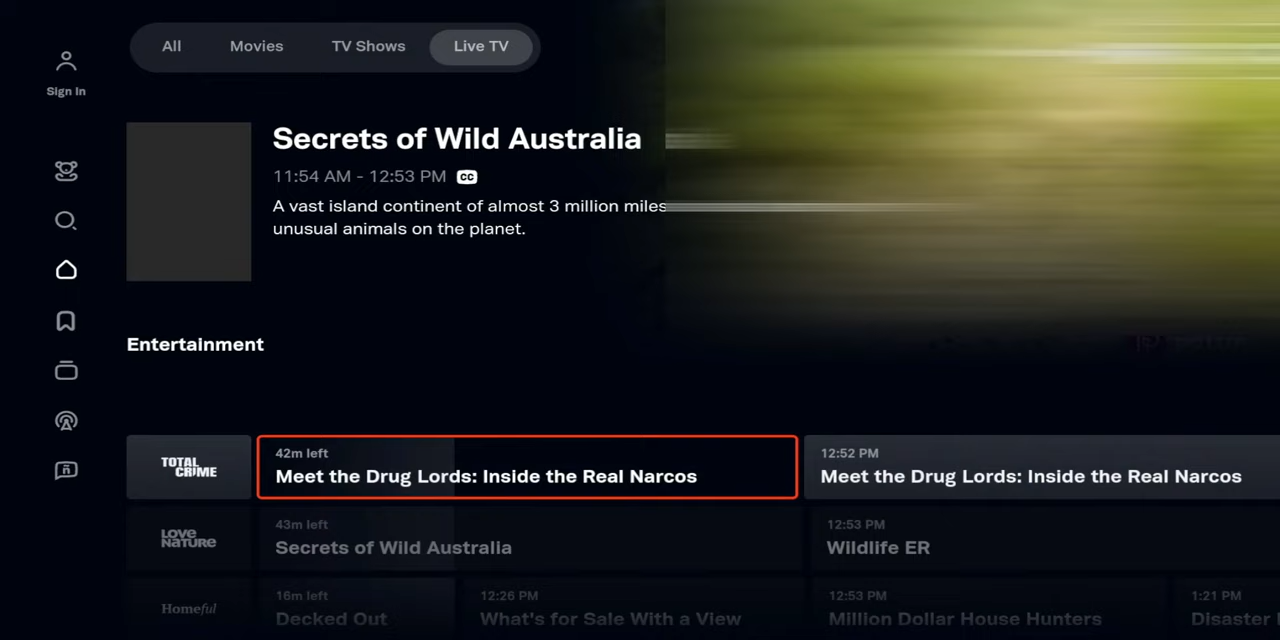 All Movies TV Shows Live TV
Sign In
Secrets of Wild Australia
11:54 AM - 12:53 PM CC
A vast island continent of almost 3 million miles
unusual animals on the planet.
Entertainment
TOTAL
CRIME
42m left
Meet the Drug Lords: Inside the Real Narcos
12:52 PM
Meet the Drug Lords: Inside the Real Narcos
LOVE
NATURE
43m left
Secrets of Wild Australia
12:53 PM
Wildlife ER
Homeful
16m left
Decked Out
12:26 PM
What's for Sale With a View
12:53 PM
Million Dollar House Hunters
1:21 PM
Disaster